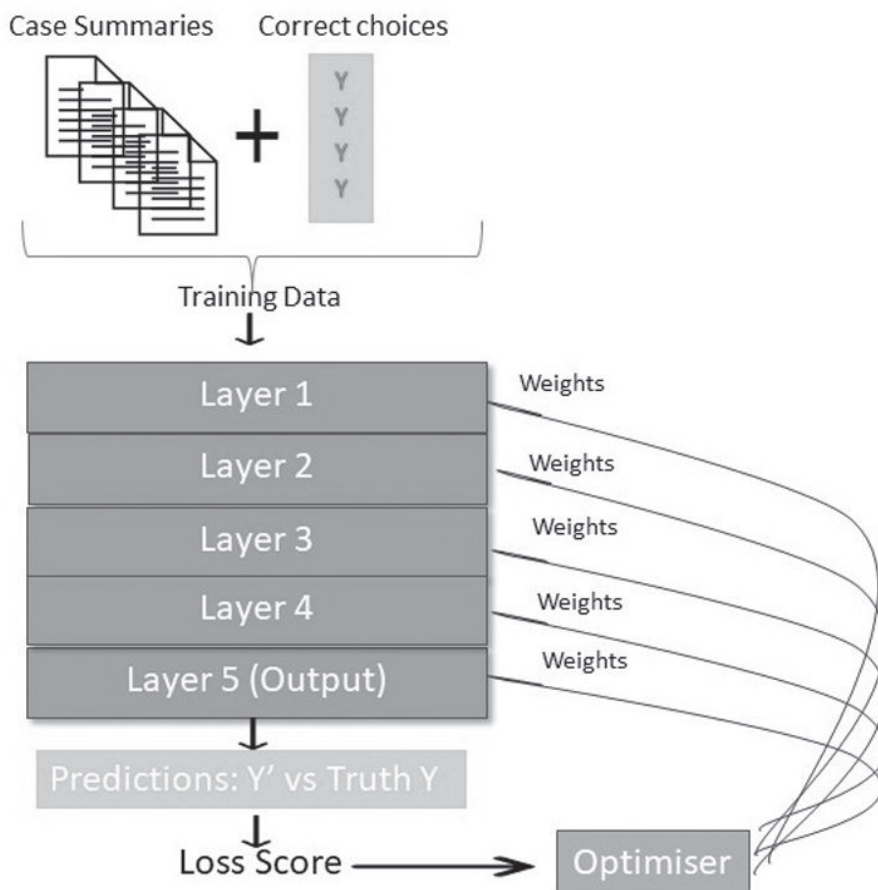 Case Summaries
Correct choices
Y
Y
Y
Y
Training Data
Layer 1
Weights
Layer 2
Weights
Layer 3
Weights
Layer 4
Weights
Layer 5 (Output)
Weights
Predictions: Y’ vs Truth Y
Loss Score
Optimiser